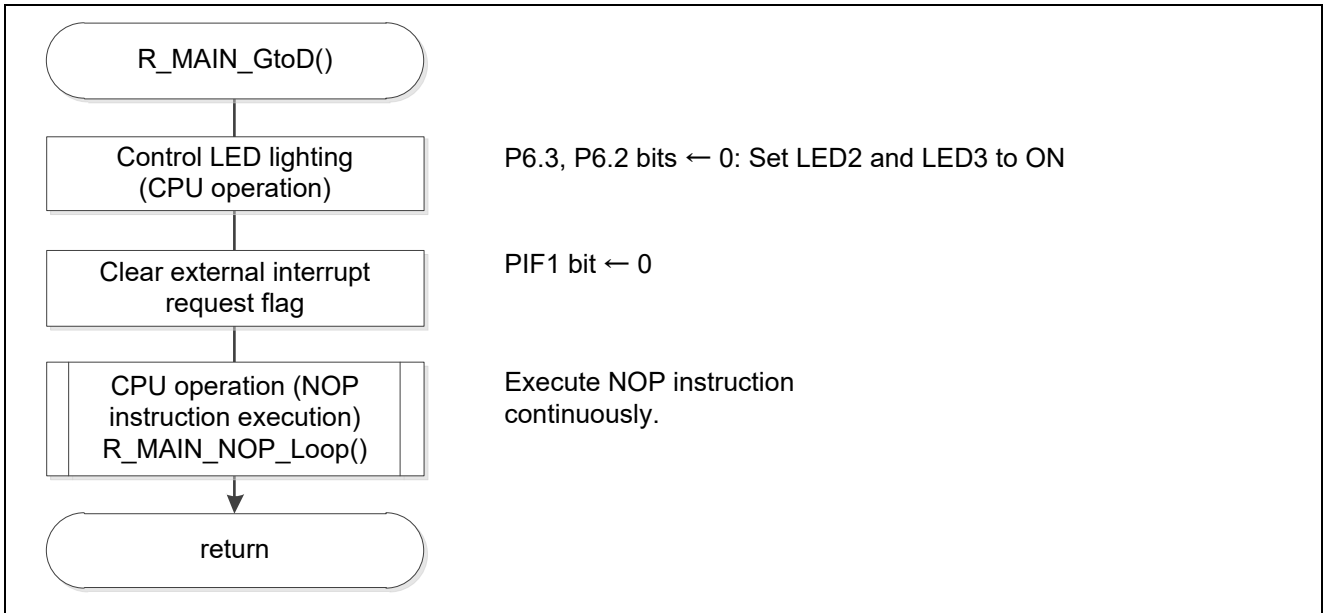 R_MAIN_GtoD()
Control LED lighting
(CPU operation)
P6.3, P6.2 bits ← 0: Set LED2 and LED3 to ON
Clear external interrupt
request flag
PIF1 bit ← 0
CPU operation (NOP
instruction execution)
R_MAIN_NOP_Loop()
Execute NOP instruction
continuously.
return